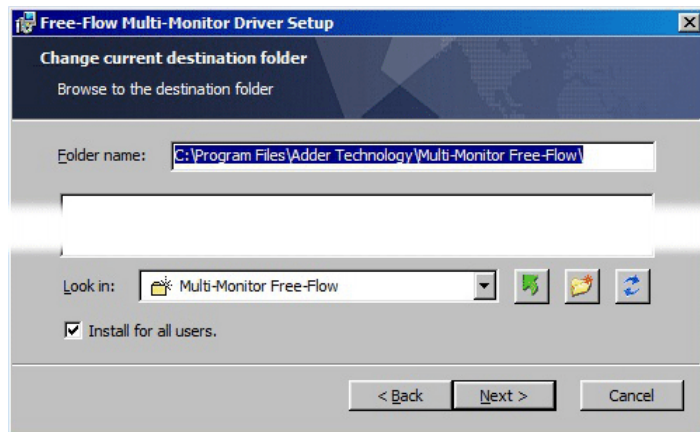 Free-Flow Multi-Monitor Driver Setup
Change current destination folder
Browse to the destination folder
Folder name: C:\Program Files\Adder Technology\Multi-Monitor Free-Flow\
Look in: Multi-Monitor Free-Flow
Install for all users.
< Back Next > Cancel